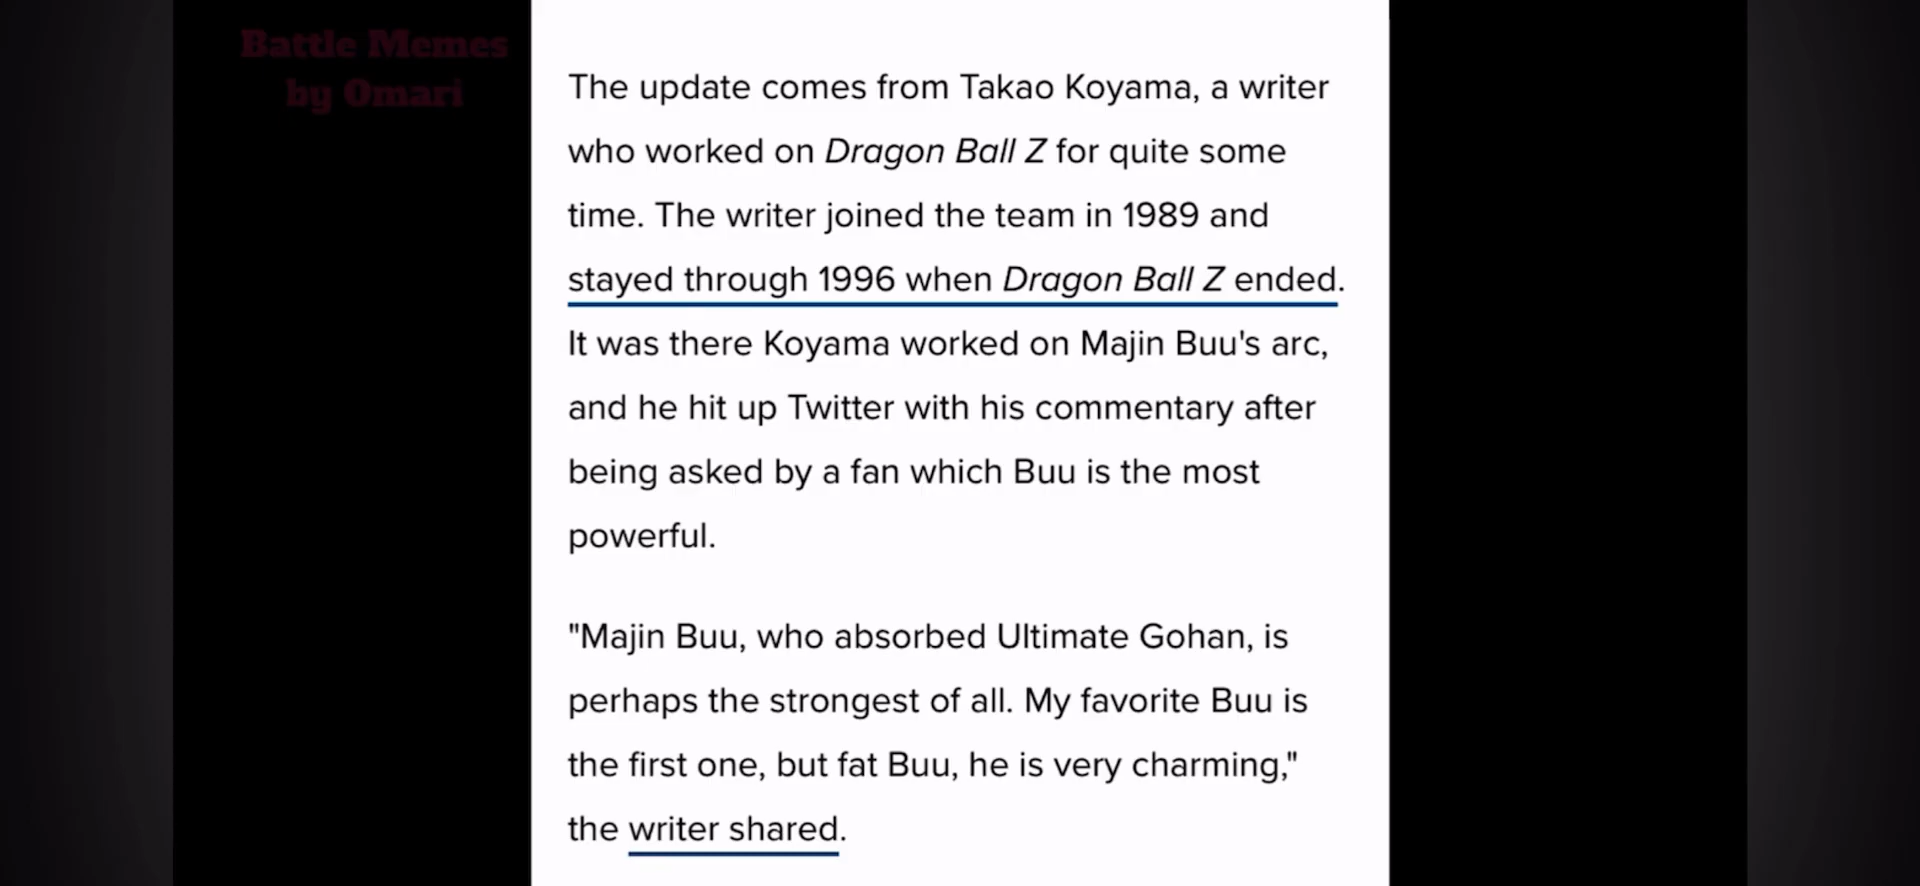 Battle Memes
by Omari
The update comes from Takao Koyama, a writer
who worked on Dragon Ball Z for quite some
time. The writer joined the team in 1989 and
stayed through 1996 when Dragon Ball Z ended.
It was there Koyama worked on Majin Buu's arc,
and he hit up Twitter with his commentary after
being asked by a fan which Buu is the most
powerful.
"Majin Buu, who absorbed Ultimate Gohan, is
perhaps the strongest of all. My favorite Buu is
the first one, but fat Buu, he is very charming,"
the writer shared.